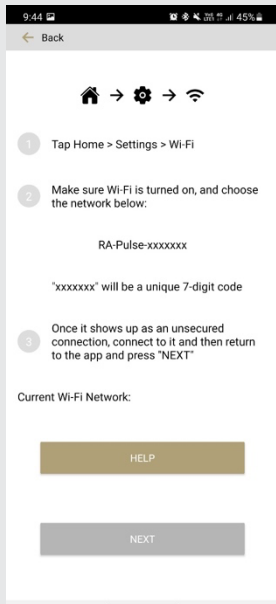 9:44 45%
Back
1 Tap Home > Settings > Wi-Fi
2 Make sure Wi-Fi is turned on, and choose
the network below:
RA-Pulse-xxxxxxx
"xxxxxxx" will be a unique 7-digit code
3 Once it shows up as an unsecured
connection, connect to it and then return
to the app and press "NEXT"
Current Wi-Fi Network:
HELP
NEXT